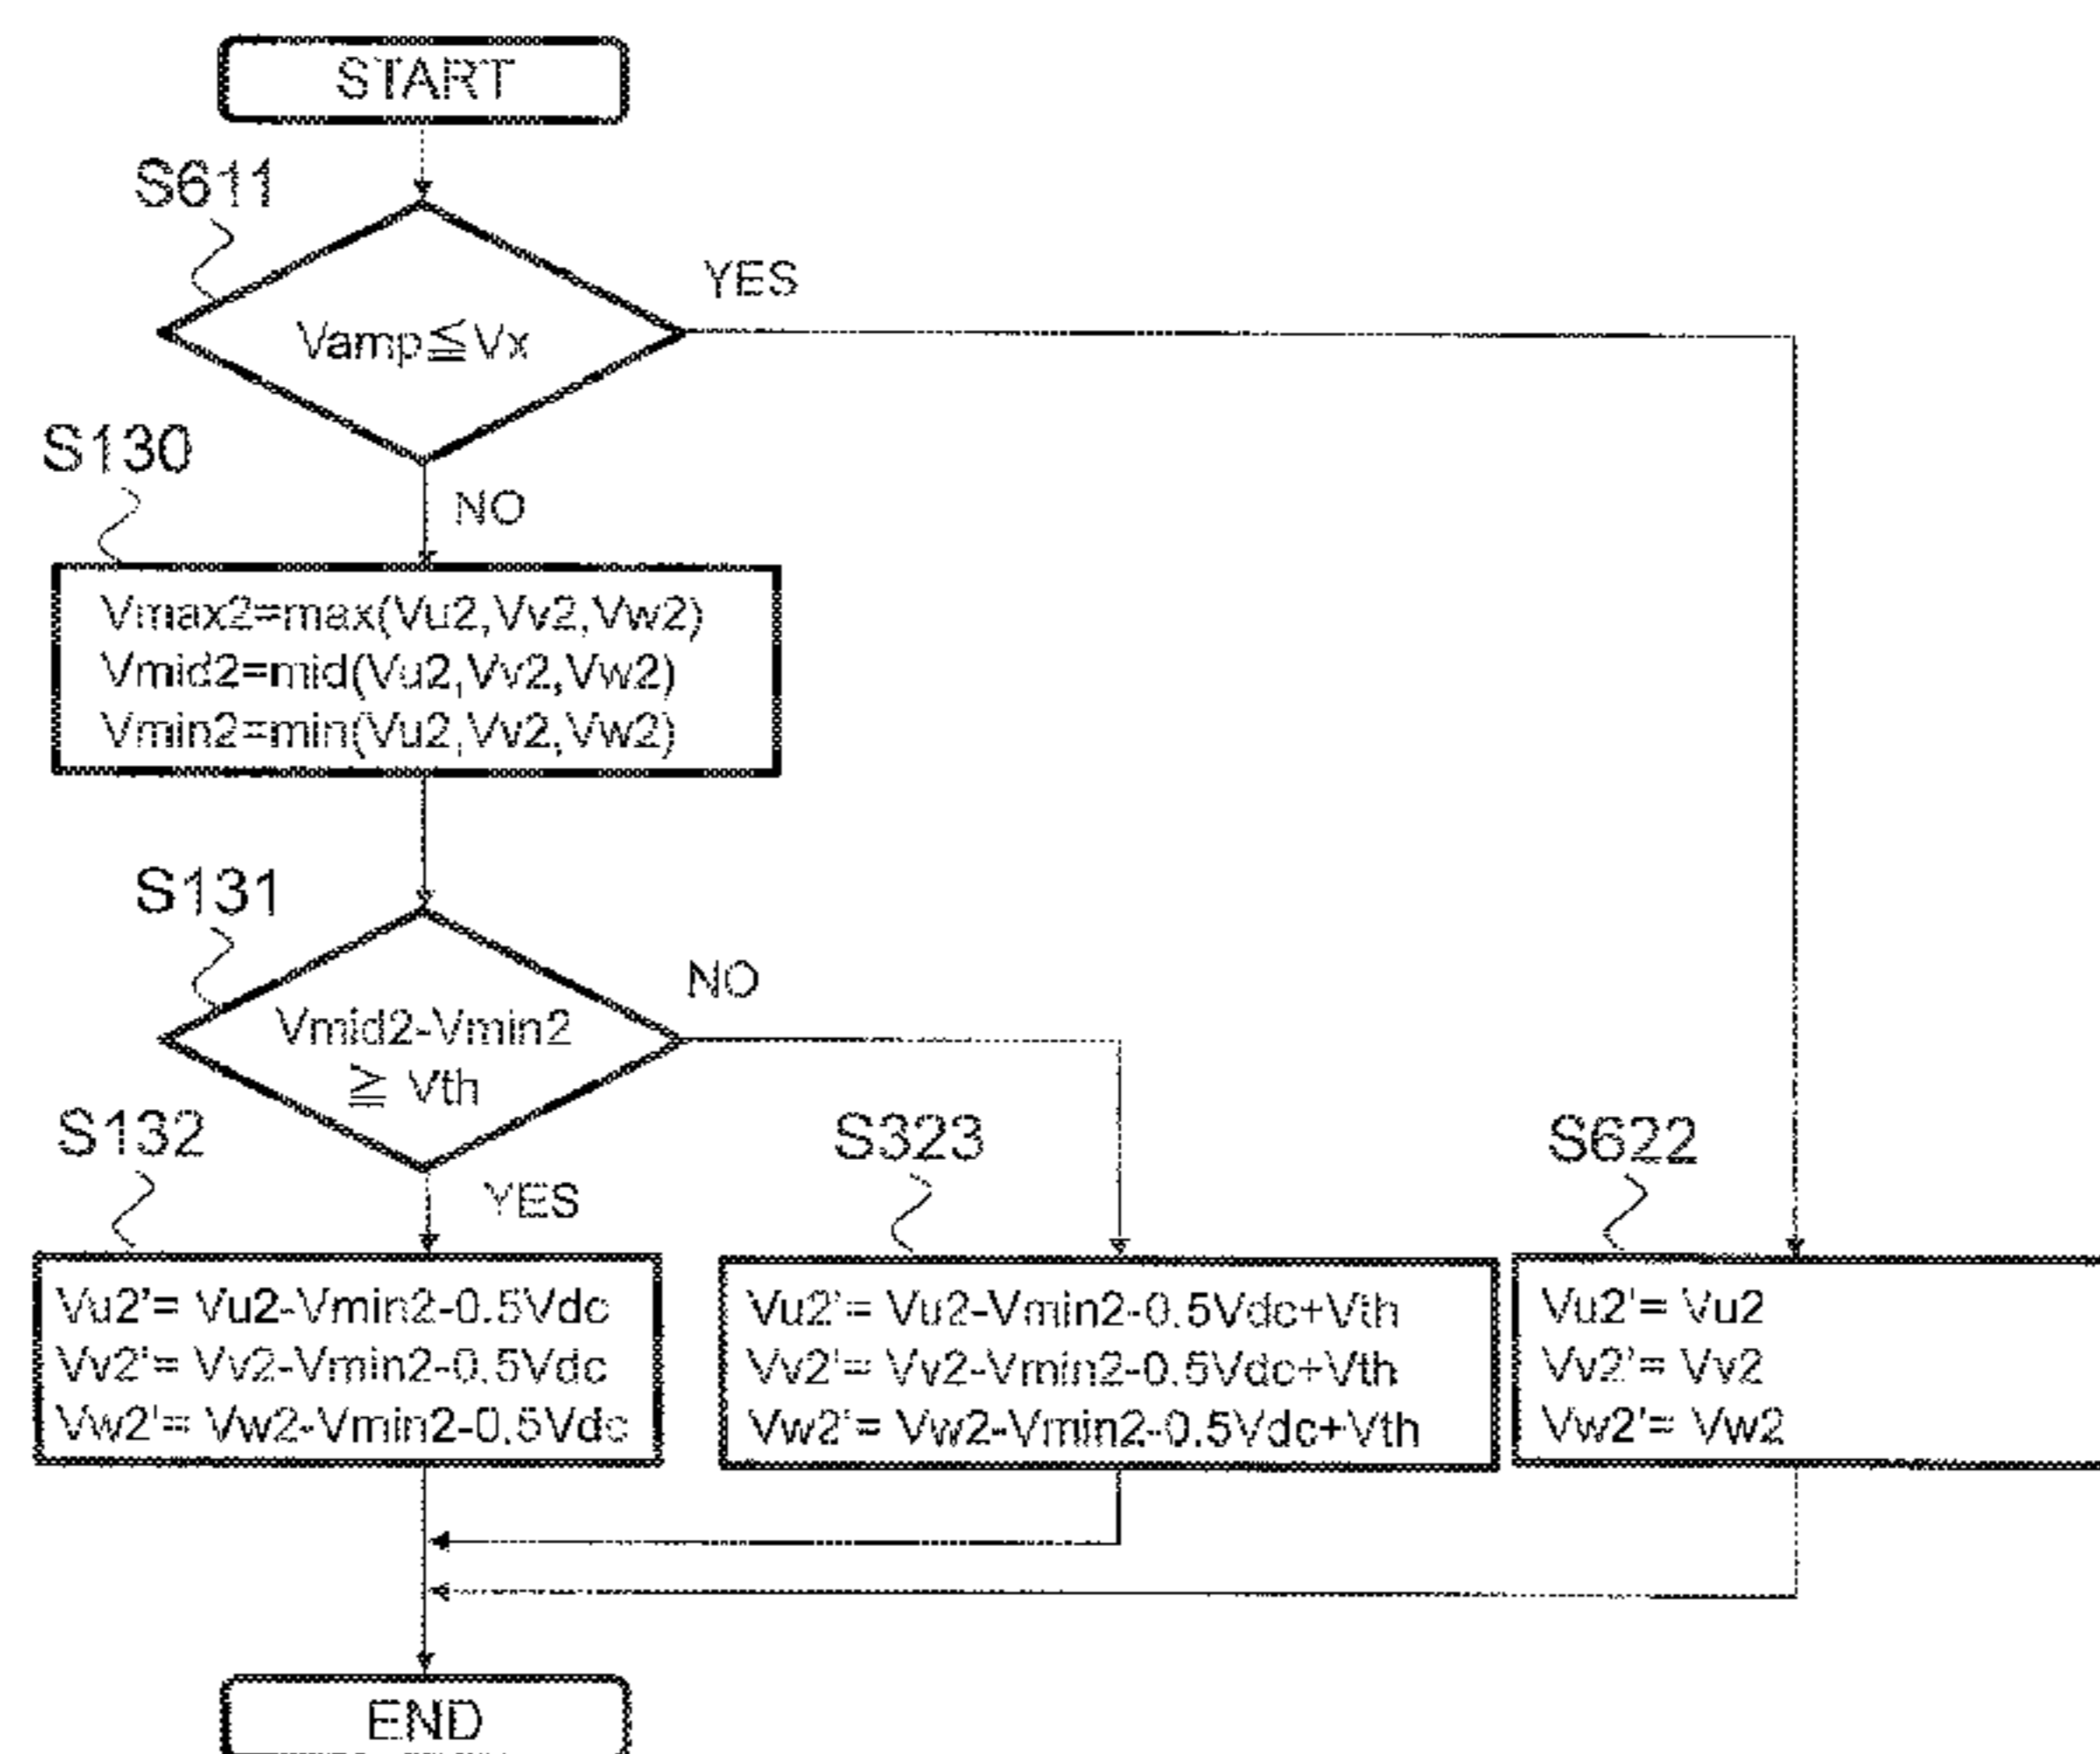 START
S611
YES
Vamp≦Vx
S130
NO
Vmax2=max(Vu2,Vv2,Vw2)
Vmid2=mid(Vu2,Vv2,Vw2)
Vmin2=min(Vu2,Vv2,Vw2)
S131
NO
Vmid2-Vmin2
≧ Vth
S132
YES
S323
S622
Vu2'= Vu2-Vmin2-0.5Vdc
Vv2'= Vv2-Vmin2-0.5Vdc
Vw2'= Vw2-Vmin2-0.5Vdc
Vu2'= Vu2-Vmin2-0.5Vdc+Vth
Vv2'= Vv2-Vmin2-0.5Vdc+Vth
Vw2'= Vw2-Vmin2-0.5Vdc+Vth
Vu2'= Vu2
Vv2'= Vv2
Vw2'= Vw2
END